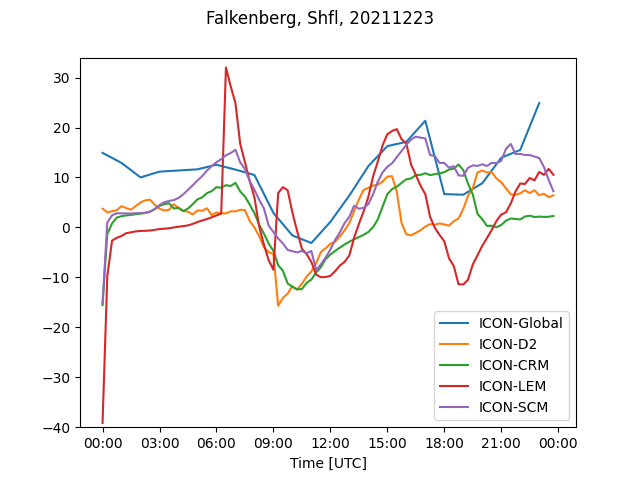 Falkenberg, Shfl, 20211223
30
20
10
0
−10
−20
−30
−40
00:00 03:00 06:00 09:00 12:00 15:00 18:00 21:00 00:00
Time [UTC]
ICON-Global
ICON-D2
ICON-CRM
ICON-LEM
ICON-SCM